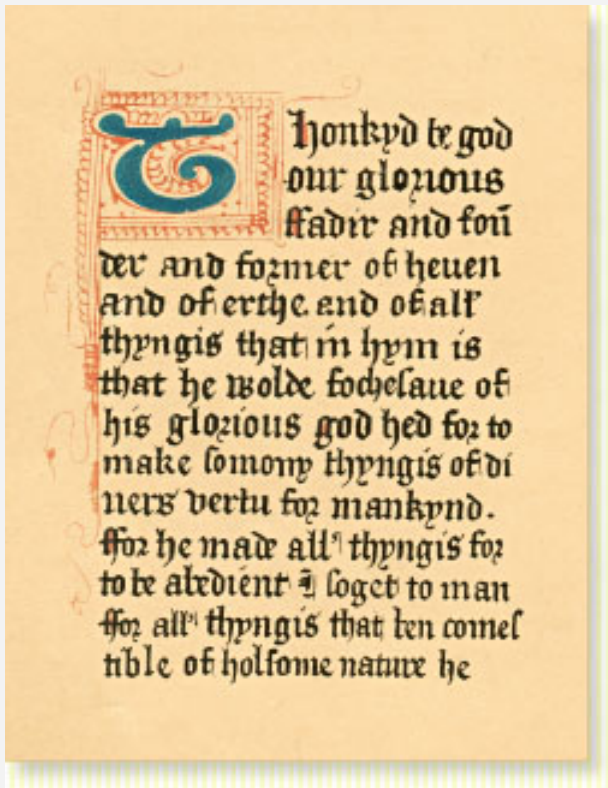 Thonkyd be god
our glorious
ffadir and fou͂
der and former of heuen
and of erthe and of all
thyngis that in hym is
that he wolde fochesaue of
his glorious god hed for to
make somony thyngis of di
uers vertu for mankynd.
ffor he made all' thyngis for
to be abedient ⁊ soget to man
ffor all' thyngis that ben comes
tible of holsome nature he